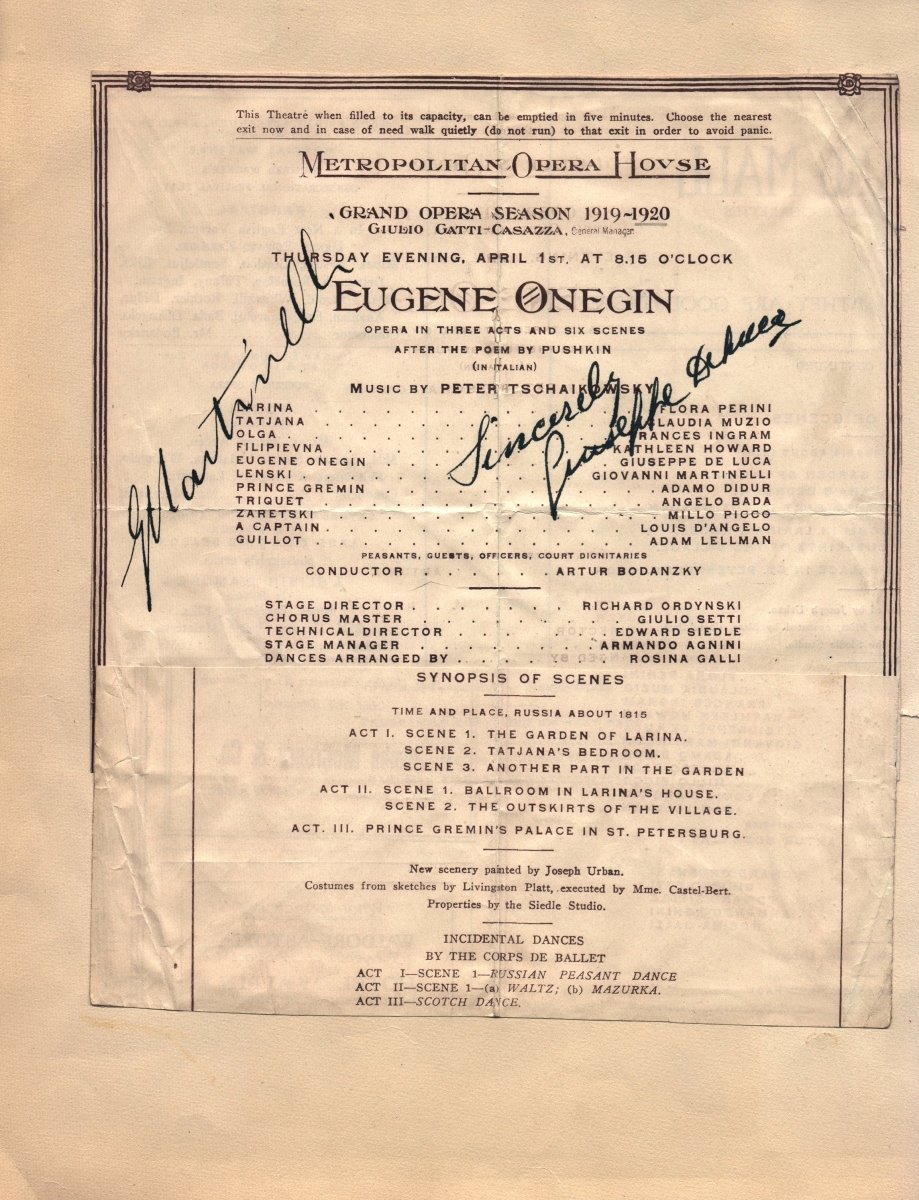 This Theatre when filled to its capacity, can be emptied in five minutes. Choose the nearest
exit now and in case of need walk quietly (do not run) to that exit in order to avoid panic.
METROPOLITAN OPERA HOVSE
GRAND OPERA SEASON 1919-1920
GIULIO GATTI-CASAZZA, General Manager.
THURSDAY EVENING, APRIL 1ST. AT 8.15 O'CLOCK
EUGENE ONEGIN
OPERA IN THREE ACTS AND SIX SCENES
AFTER THE POEM BY PUSHKIN
(IN ITALIAN)
MUSIC BY PETER TSCHAIKOWSKY
LARINA . . . FLORA PERINI
TATJANA . . . CLAUDIA MUZIO
OLGA . . . FRANCES INGRAM
FILIPIEVNA . . . KATHLEEN HOWARD
EUGENE ONEGIN . . . GIUSEPPE DE LUCA
LENSKI . . . GIOVANNI MARTINELLI
PRINCE GREMIN . . . ADAMO DIDUR
TRIQUET . . . ANGELO BADA
ZARETSKI . . . MILLO PICCO
A CAPTAIN . . . LOUIS D'ANGELO
GUILLOT . . . ADAM LELLMAN
GMartinelli
Sincerely
Giuseppe DeLuca
PEASANTS, GUESTS, OFFICERS, COURT DIGNITARIES
CONDUCTOR . . . . . . ARTUR BODANZKY
STAGE DIRECTOR . . . RICHARD ORDYNSKI
CHORUS MASTER . . . GIULIO SETTI
TECHNICAL DIRECTOR . . . EDWARD SIEDLE
STAGE MANAGER . . . ARMANDO AGNINI
DANCES ARRANGED BY . . . ROSINA GALLI
SYNOPSIS OF SCENES
TIME AND PLACE, RUSSIA ABOUT 1815
ACT I. SCENE 1. THE GARDEN OF LARINA.
SCENE 2. TATJANA'S BEDROOM.
SCENE 3. ANOTHER PART IN THE GARDEN
ACT II. SCENE 1. BALLROOM IN LARINA'S HOUSE.
SCENE 2. THE OUTSKIRTS OF THE VILLAGE.
ACT. III. PRINCE GREMIN'S PALACE IN ST. PETERSBURG.
New scenery painted by Joseph Urban.
Costumes from sketches by Livingston Platt, executed by Mme. Castel-Bert.
Properties by the Siedle Studio.
INCIDENTAL DANCES
BY THE CORPS DE BALLET
ACT I—SCENE 1—RUSSIAN PEASANT DANCE
ACT II—SCENE 1—(a) WALTZ; (b) MAZURKA.
ACT III—SCOTCH DANCE.